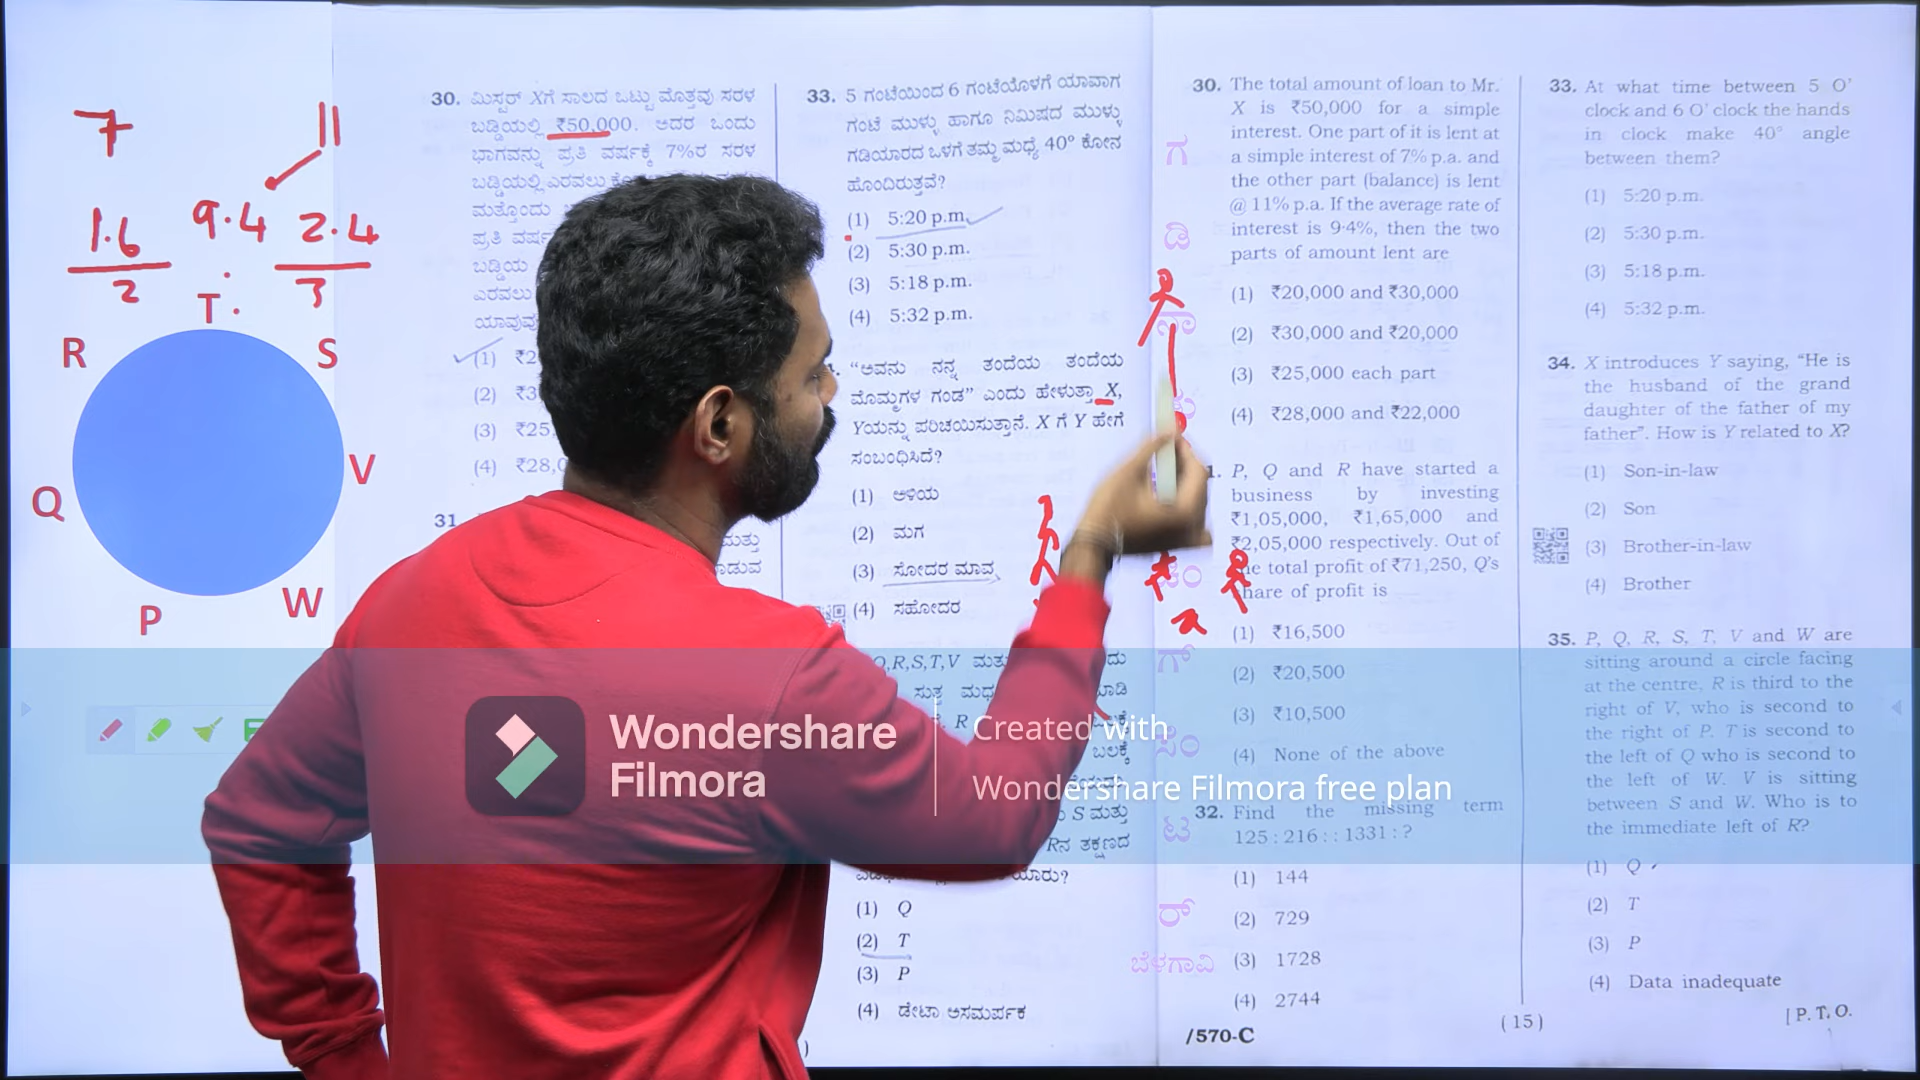 7
11
1.6
2
9.4
2.4
3
T
R
S
Q
V
P
W
30. ಮಿಸ್ಟರ್ Xಗೆ ಸಾಲದ ಒಟ್ಟು ಮೊತ್ತವು ಸರಳ
ಬಡ್ಡಿಯಲ್ಲಿ ₹50,000. ಅದರ ಒಂದು
ಭಾಗವನ್ನು ಪ್ರತಿ ವರ್ಷಕ್ಕೆ 7%ರ ಸರಳ
ಬಡ್ಡಿಯಲ್ಲಿ ಎರವಲು
ಮತ್ತೊಂದು
ಪ್ರತಿ
ಬಡ್ಡಿಯ
ಎರವಲು
(1) ₹2
(2) ₹3
(3) ₹25,
(4) ₹28,0
31.
33. 5 ಗಂಟೆಯಿಂದ 6 ಗಂಟೆಯೊಳಗೆ ಯಾವಾಗ
ಗಂಟೆ ಮುಳ್ಳು ಹಾಗೂ ನಿಮಿಷದ ಮುಳ್ಳು
ಗಡಿಯಾರದ ಒಳಗೆ ತಮ್ಮ ಮಧ್ಯೆ 40° ಕೋನ
ಹೊಂದಿರುತ್ತವೆ?
(1) 5:20 p.m.
(2) 5:30 p.m.
(3) 5:18 p.m.
(4) 5:32 p.m.
“ಅವನು ನನ್ನ ತಂದೆಯ ತಂದೆಯ
ಮೊಮ್ಮಗಳ ಗಂಡ” ಎಂದು ಹೇಳುತ್ತಾ X,
Yಯನ್ನು ಪರಿಚಯಿಸುತ್ತಾನೆ. X ಗೆ Y ಹೇಗೆ
ಸಂಬಂಧಿಸಿದೆ?
(1) ಅಳಿಯ
(2) ಮಗ
(3) ಸೋದರ ಮಾವ
(4) ಸಹೋದರ
Q,R,S,T,V
ಸುತ್ತ
R
ಬಲಕ್ಕೆ
S ಮತ್ತು
Rನ ತಕ್ಷಣದ
ಯಾರು?
(1) Q
(2) T
(3) P
(4) ಡೇಟಾ ಅಸಮರ್ಪಕ
ಬೆಳಗಾವಿ
30. The total amount of loan to Mr.
X is ₹50,000 for a simple
interest. One part of it is lent at
a simple interest of 7% p.a. and
the other part (balance) is lent
@ 11% p.a. If the average rate of
interest is 9·4%, then the two
parts of amount lent are
(1) ₹20,000 and ₹30,000
(2) ₹30,000 and ₹20,000
(3) ₹25,000 each part
(4) ₹28,000 and ₹22,000
1. P, Q and R have started a
business by investing
₹1,05,000, ₹1,65,000 and
₹2,05,000 respectively. Out of
he total profit of ₹71,250, Q's
share of profit is
(1) ₹16,500
(2) ₹20,500
(3) ₹10,500
(4) None of the above
32. Find the missing term
125 : 216 : : 1331 : ?
(1) 144
(2) 729
(3) 1728
(4) 2744
/570-C
(15)
33. At what time between 5 O'
clock and 6 O' clock the hands
in clock make 40° angle
between them?
(1) 5:20 p.m.
(2) 5:30 p.m.
(3) 5:18 p.m.
(4) 5:32 p.m.
34. X introduces Y saying, “He is
the husband of the grand
daughter of the father of my
father”. How is Y related to X?
(1) Son-in-law
(2) Son
(3) Brother-in-law
(4) Brother
35. P, Q, R, S, T, V and W are
sitting around a circle facing
at the centre, R is third to the
right of V, who is second to
the right of P. T is second to
the left of Q who is second to
the left of W. V is sitting
between S and W. Who is to
the immediate left of R?
(1) Q
(2) T
(3) P
(4) Data inadequate
[ P. T. O.
Wondershare
Filmora
Created with
Wondershare Filmora free plan